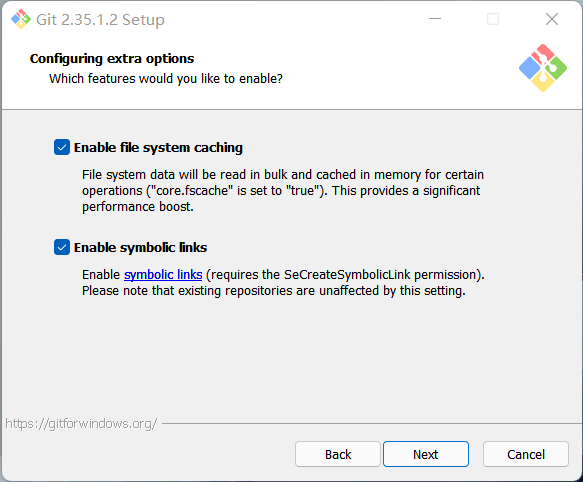 Git 2.35.1.2 Setup
Configuring extra options
Which features would you like to enable?
Enable file system caching
File system data will be read in bulk and cached in memory for certain
operations ("core.fscache" is set to "true"). This provides a significant
performance boost.
Enable symbolic links
Enable symbolic links (requires the SeCreateSymbolicLink permission).
Please note that existing repositories are unaffected by this setting.
https://gitforwindows.org/
Back Next Cancel